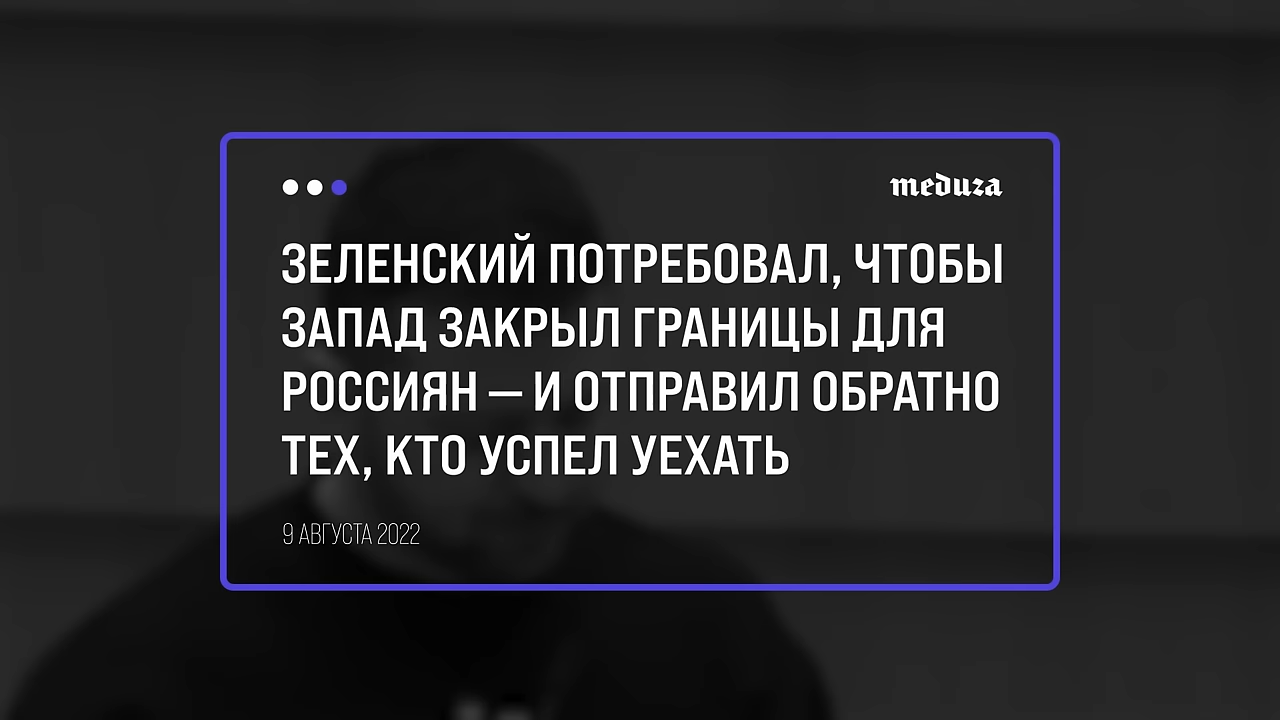 meduza
ЗЕЛЕНСКИЙ ПОТРЕБОВАЛ, ЧТОБЫ
ЗАПАД ЗАКРЫЛ ГРАНИЦЫ ДЛЯ
РОССИЯН — И ОТПРАВИЛ ОБРАТНО
ТЕХ, КТО УСПЕЛ УЕХАТЬ
9 АВГУСТА 2022